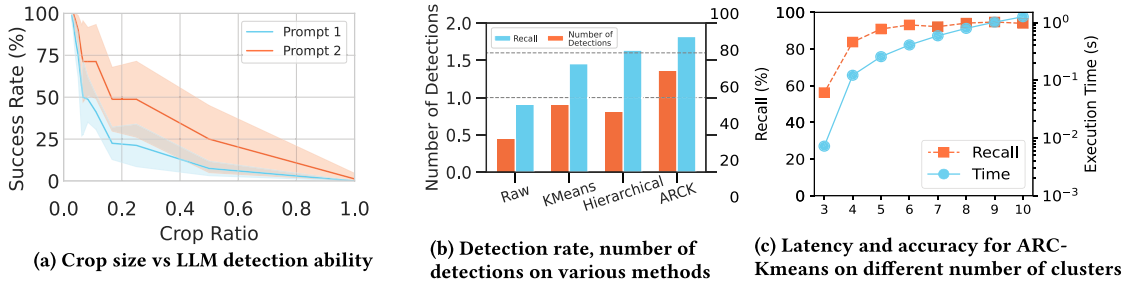 100
75
50
25
0
Success Rate (%)
Prompt 1
Prompt 2
0.0 0.2 0.4 0.6 0.8 1.0
Crop Ratio
(a) Crop size vs LLM detection ability
2.0
1.5
1.0
0.5
0.0
Number of Detections
Recall
Number of
Detections
100
80
60
40
20
0
Raw KMeans Hierarchical ARCK
(b) Detection rate, number of
detections on various methods
100
80
60
40
20
0
Recall (%)
Recall
Time
10⁰
10⁻¹
10⁻²
10⁻³
Execution Time (s)
3 4 5 6 7 8 9 10
(c) Latency and accuracy for ARC-
Kmeans on different number of clusters